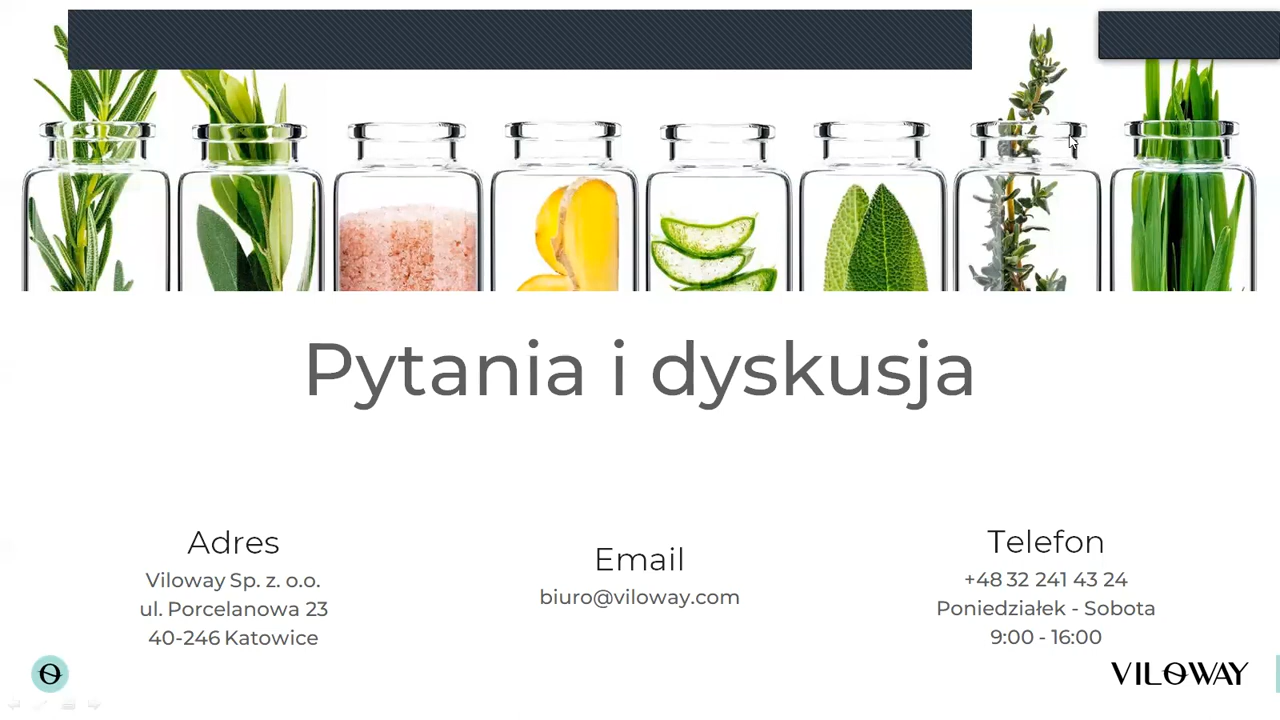 Pytania i dyskusja
Adres
Viloway Sp. z. o.o.
ul. Porcelanowa 23
40-246 Katowice
Email
biuro@viloway.com
Telefon
+48 32 241 43 24
Poniedziałek - Sobota
9:00 - 16:00
VILOWAY